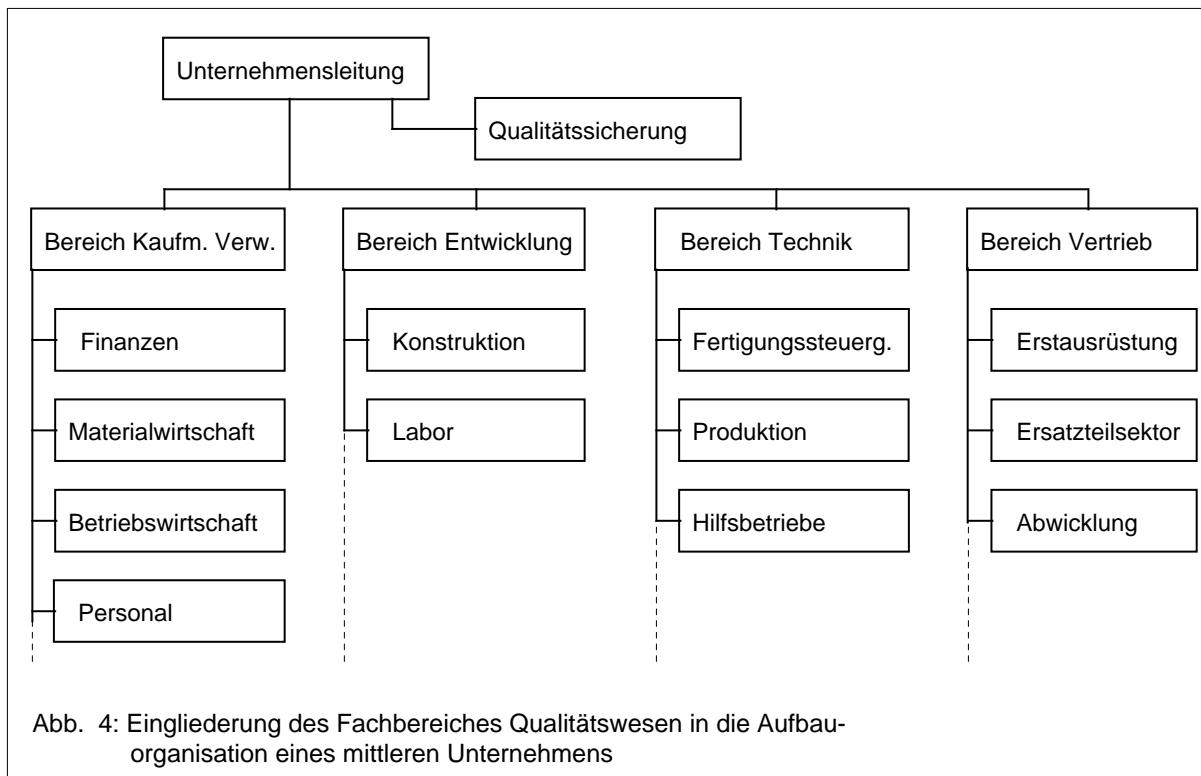 Unternehmensleitung
Qualitätssicherung
Bereich Kaufm. Verw.
Finanzen
Materialwirtschaft
Betriebswirtschaft
Personal
Bereich Entwicklung
Konstruktion
Labor
Bereich Technik
Fertigungssteuerg.
Produktion
Hilfsbetriebe
Bereich Vertrieb
Erstausrüstung
Ersatzteilsektor
Abwicklung
Abb. 4: Eingliederung des Fachbereiches Qualitätswesen in die Aufbau-
organisation eines mittleren Unternehmens